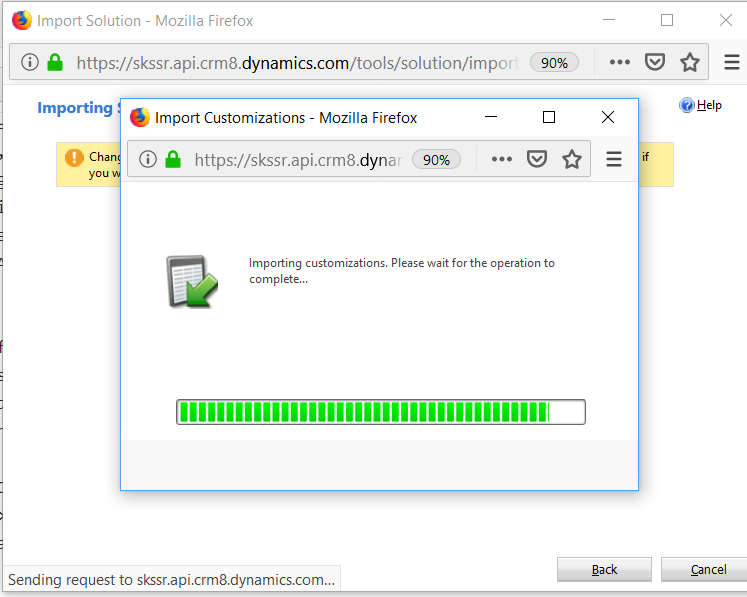 Import Solution - Mozilla Firefox
https://skssr.api.crm8.dynamics.com/tools/solution/import
90%
Importing
Help
Import Customizations - Mozilla Firefox
https://skssr.api.crm8.dyna
90%
if
you
Importing customizations. Please wait for the operation to
complete...
Back
Cancel
Sending request to skssr.api.crm8.dynamics.com...